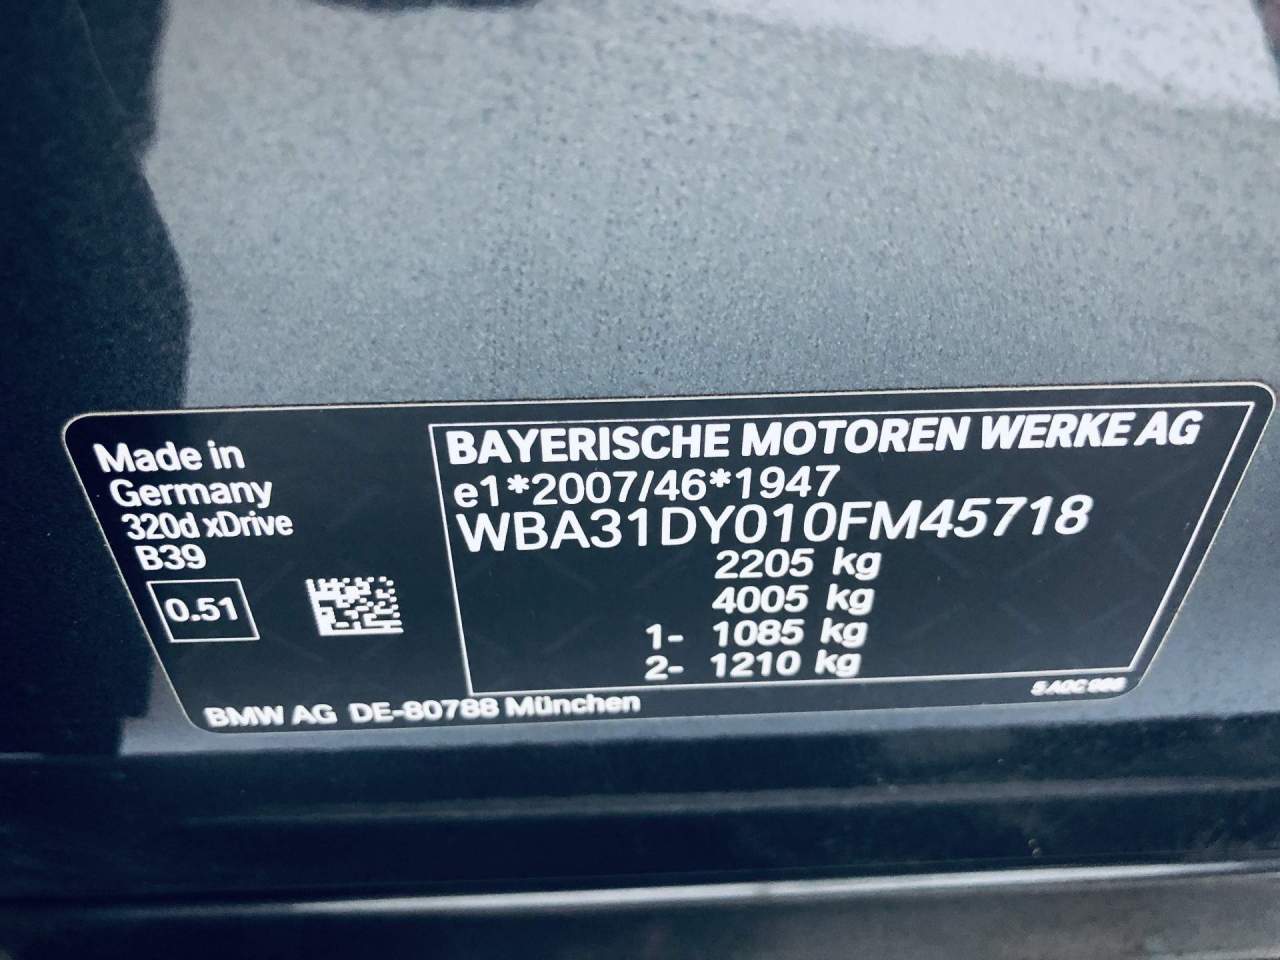 Made in
Germany
320d xDrive
B39
0.51
BAYERISCHE MOTOREN WERKE AG
e1*2007/46*1947
WBA31DY010FM45718
2205 kg
4005 kg
1- 1085 kg
2- 1210 kg
BMW AG DE-80788 München